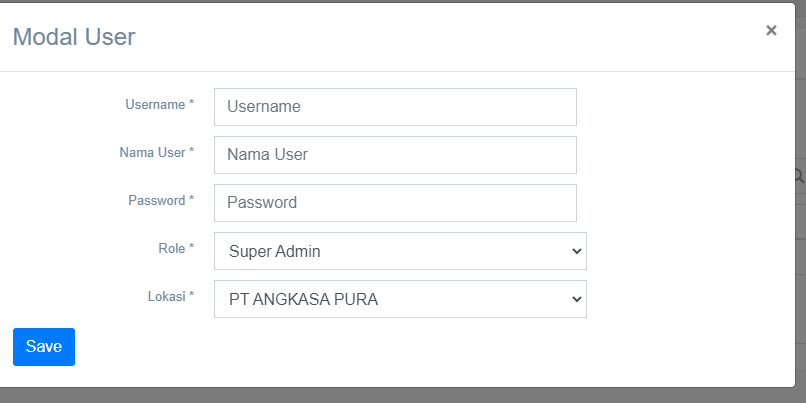 Modal User
×
Username * Username
Nama User * Nama User
Password * Password
Role * Super Admin
Lokasi * PT ANGKASA PURA
Save